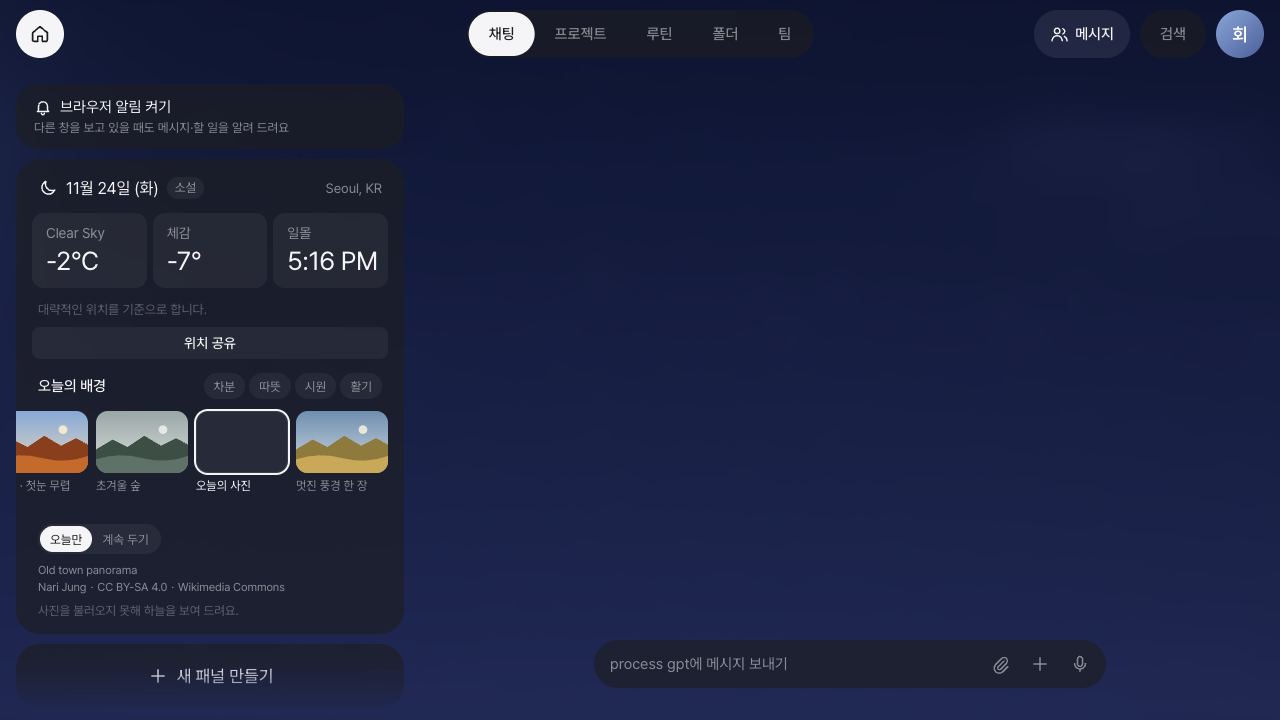 채팅
프로젝트
루틴
폴더
팀
메시지
검색
회
브라우저 알림 켜기
다른 창을 보고 있을 때도 메시지·할 일을 알려 드려요
11월 24일 (화)
소설
Seoul, KR
Clear Sky
-2°C
체감
-7°
일몰
5:16 PM
대략적인 위치를 기준으로 합니다.
위치 공유
오늘의 배경
차분
따뜻
시원
활기
· 첫눈 무렵
초겨울 숲
오늘의 사진
멋진 풍경 한 장
오늘만
계속 두기
Old town panorama
Nari Jung · CC BY-SA 4.0 · Wikimedia Commons
사진을 불러오지 못해 하늘을 보여 드려요.
새 패널 만들기
process gpt에 메시지 보내기